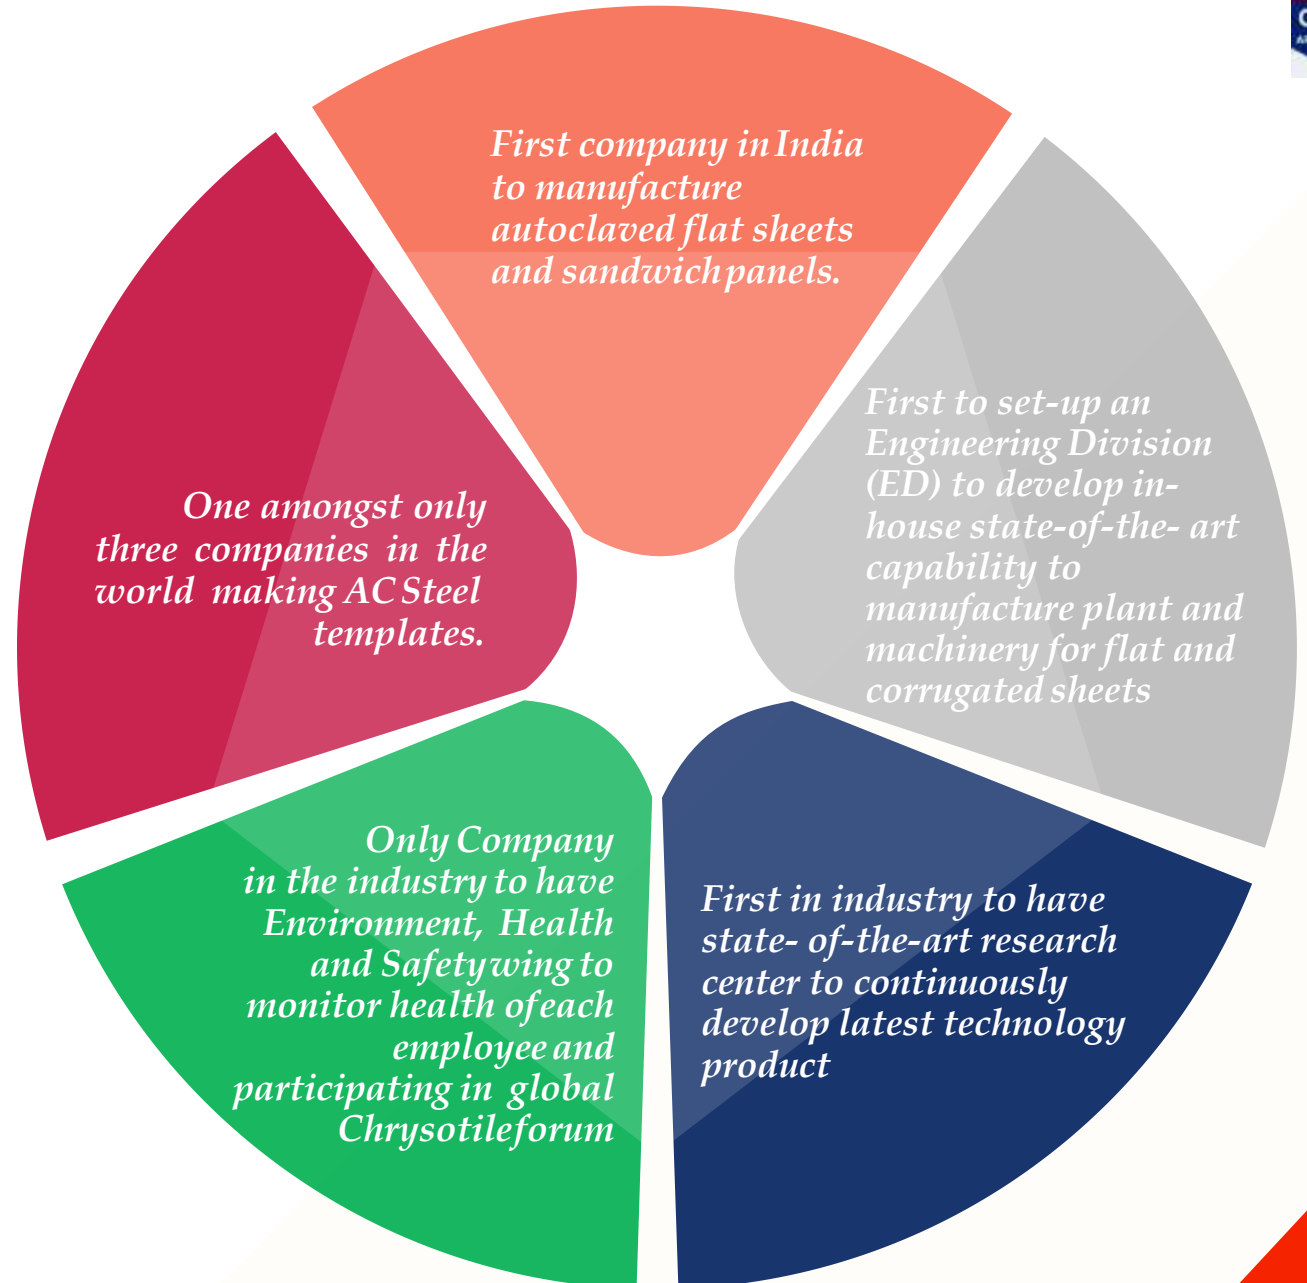 First company in India
to manufacture
autoclaved flat sheets
and sandwich panels.
First to set-up an
Engineering Division
(ED) to develop in-
house state-of-the- art
capability to
manufacture plant and
machinery for flat and
corrugated sheets
First in industry to have
state- of-the-art research
center to continuously
develop latest technology
product
Only Company
in the industry to have
Environment, Health
and Safety wing to
monitor health ofeach
employee and
participating in global
Chrysotileforum
One amongst only
three companies in the
world making AC Steel
templates.